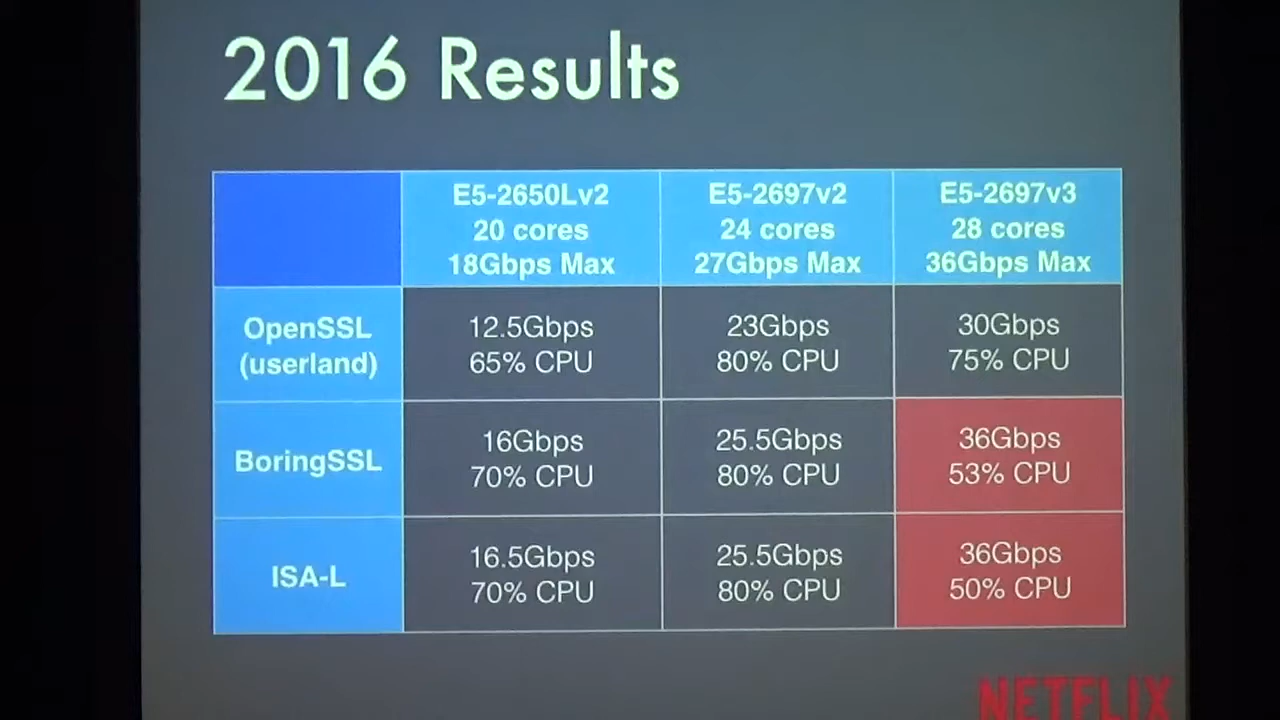 2016 Results
E5-2650Lv2
20 cores
18Gbps Max
E5-2697v2
24 cores
27Gbps Max
E5-2697v3
28 cores
36Gbps Max
OpenSSL
(userland)
12.5Gbps
65% CPU
23Gbps
80% CPU
30Gbps
75% CPU
BoringSSL
16Gbps
70% CPU
25.5Gbps
80% CPU
36Gbps
53% CPU
ISA-L
16.5Gbps
70% CPU
25.5Gbps
80% CPU
36Gbps
50% CPU
NETFLIX